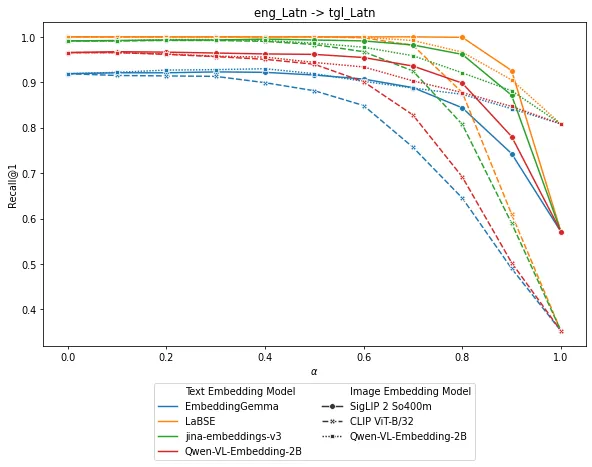 eng_Latn -> tgl_Latn
1.0
0.9
0.8
0.7
0.6
0.5
0.4
Recall@1
0.0 0.2 0.4 0.6 0.8 1.0
α
Text Embedding Model Image Embedding Model
EmbeddingGemma SigLIP 2 So400m
LaBSE CLIP ViT-B/32
jina-embeddings-v3 Qwen-VL-Embedding-2B
Qwen-VL-Embedding-2B